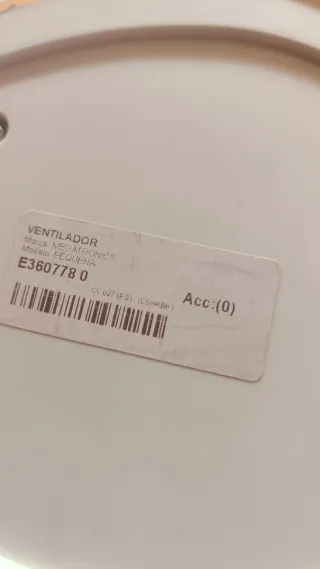 VENTILADOR
Marca: MEGATRONICS
Modelo: PEQUEÑA
E360778 0
Acc:(0)